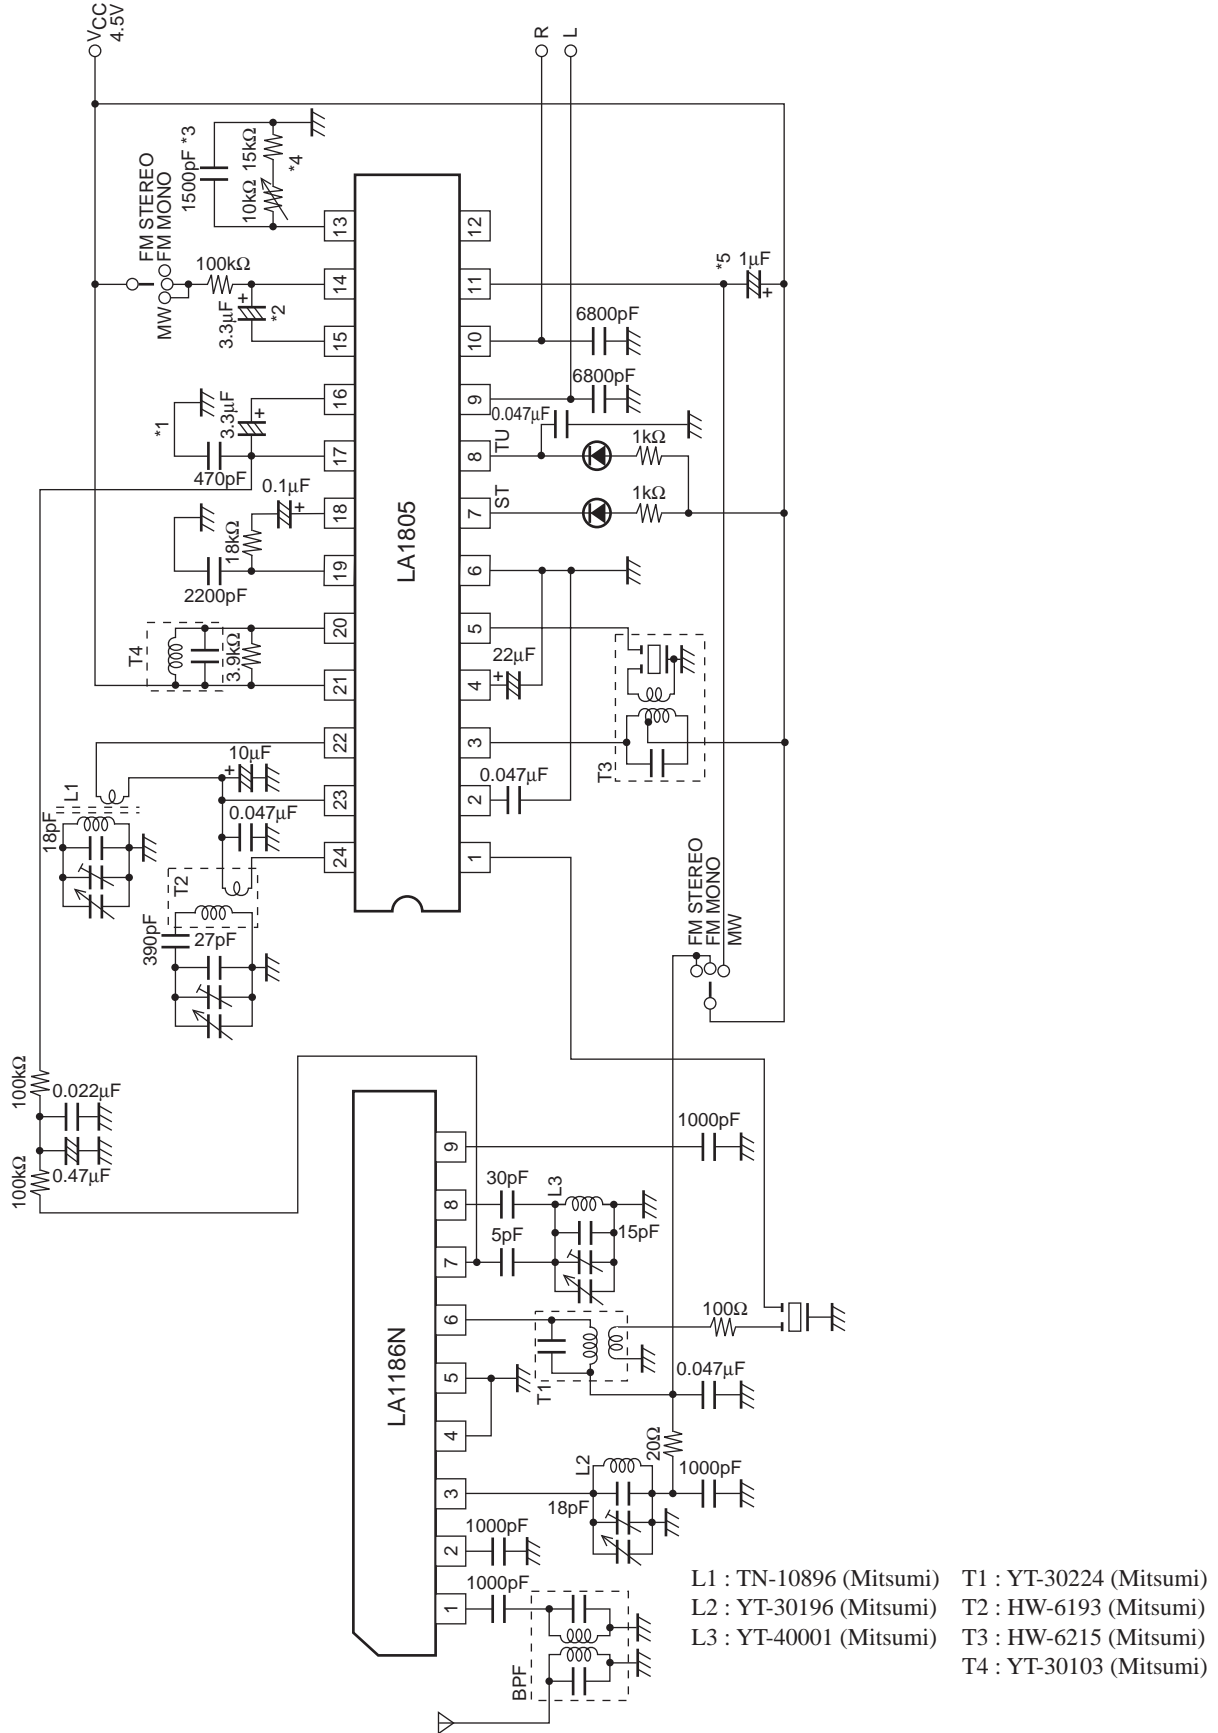 VCC
4.5V
R
L
1500pF *3
10kΩ 15kΩ
*4
FM STEREO
FM MONO
MW
100kΩ
3.3µF
*2
*5
1µF
6800pF
6800pF
0.047µF
*1
3.3µF
470pF
0.1µF
18kΩ
2200pF
T4
3.9kΩ
TU
1kΩ
ST
1kΩ
13
14
15
16
17
18
19
20
21
22
23
24
LA1805
12
11
10
9
8
7
6
5
4
3
2
1
22µF
T3
0.047µF
10µF
L1
18pF
0.047µF
T2
390pF
27pF
FM STEREO
FM MONO
MW
100kΩ
0.022µF
100kΩ
0.47µF
LA1186N
9
8
7
6
5
4
3
2
1
1000pF
30pF
L3
5pF
15pF
100Ω
T1
0.047µF
20Ω
L2
1000pF
18pF
1000pF
1000pF
BPF
L1 : TN-10896 (Mitsumi)
L2 : YT-30196 (Mitsumi)
L3 : YT-40001 (Mitsumi)
T1 : YT-30224 (Mitsumi)
T2 : HW-6193 (Mitsumi)
T3 : HW-6215 (Mitsumi)
T4 : YT-30103 (Mitsumi)